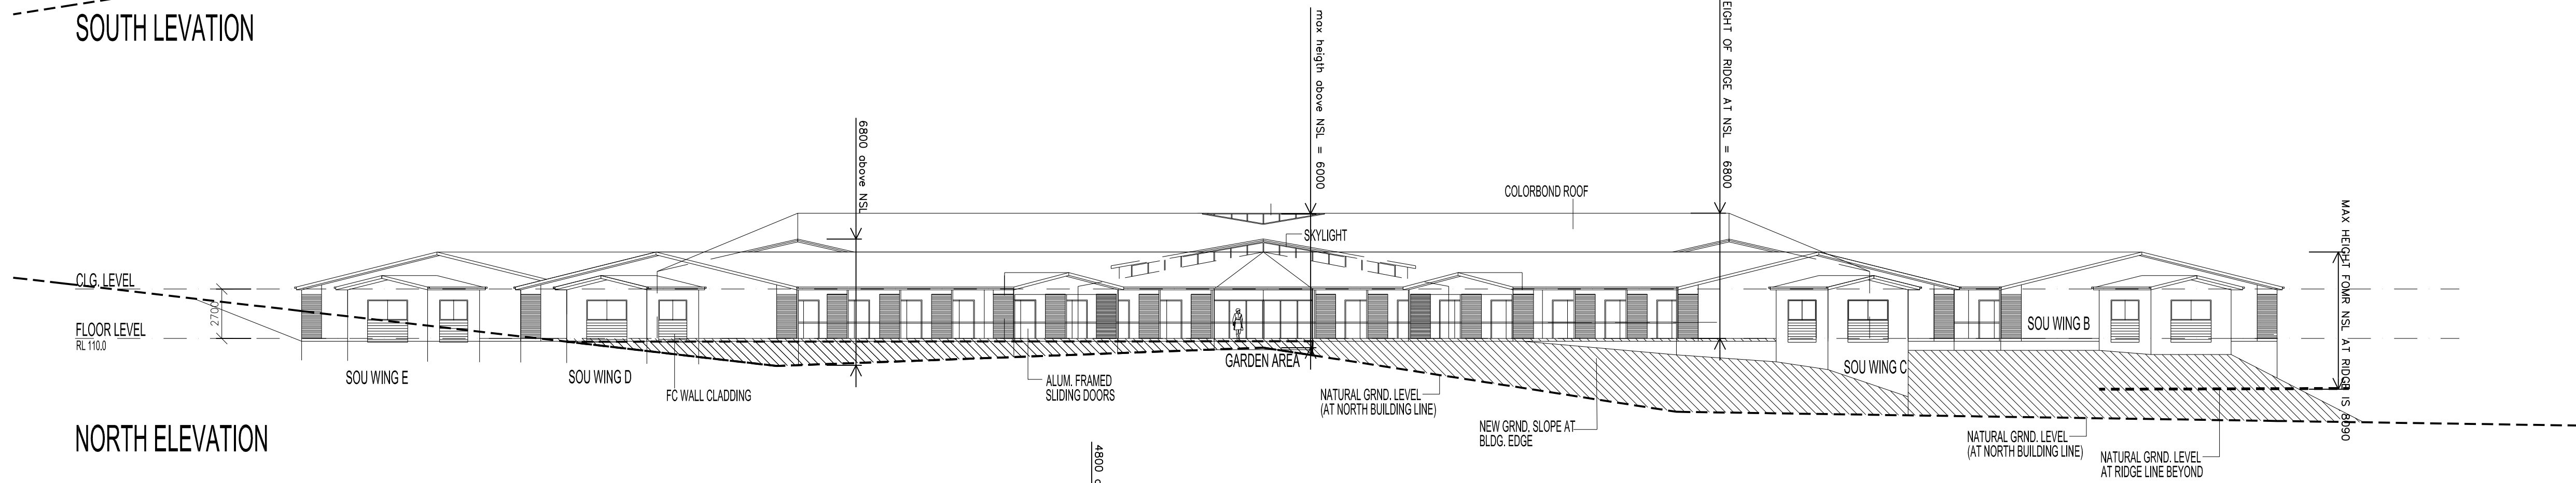 SOUTH LEVATION
max heigth above NSL = 6000
EIGHT OF RIDGE AT NSL = 6800
6800 above NSL
COLORBOND ROOF
MAX HEIGHT FOMR NSL AT RIDGR IS 8090
SKYLIGHT
CLG. LEVEL
2700
FLOOR LEVEL
RL 110.0
SOU WING B
GARDEN AREA
SOU WING C
SOU WING E
SOU WING D
ALUM. FRAMED
SLIDING DOORS
FC WALL CLADDING
NATURAL GRND. LEVEL
(AT NORTH BUILDING LINE)
NEW GRND. SLOPE AT
BLDG. EDGE
NORTH ELEVATION
NATURAL GRND. LEVEL
(AT NORTH BUILDING LINE)
NATURAL GRND. LEVEL
AT RIDGE LINE BEYOND
4800